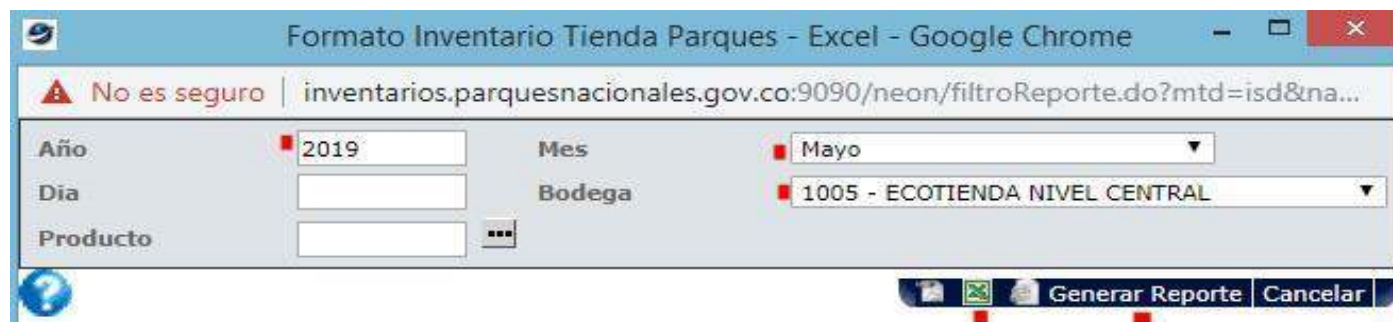 Formato Inventario Tienda Parques - Excel - Google Chrome
No es seguro | inventarios.parquesnacionales.gov.co:9090/neon/filtroReporte.do?mtd=isd&na...
Año 2019 Mes Mayo
Dia Bodega 1005 - ECOTIENDA NIVEL CENTRAL
Producto
Generar Reporte Cancelar